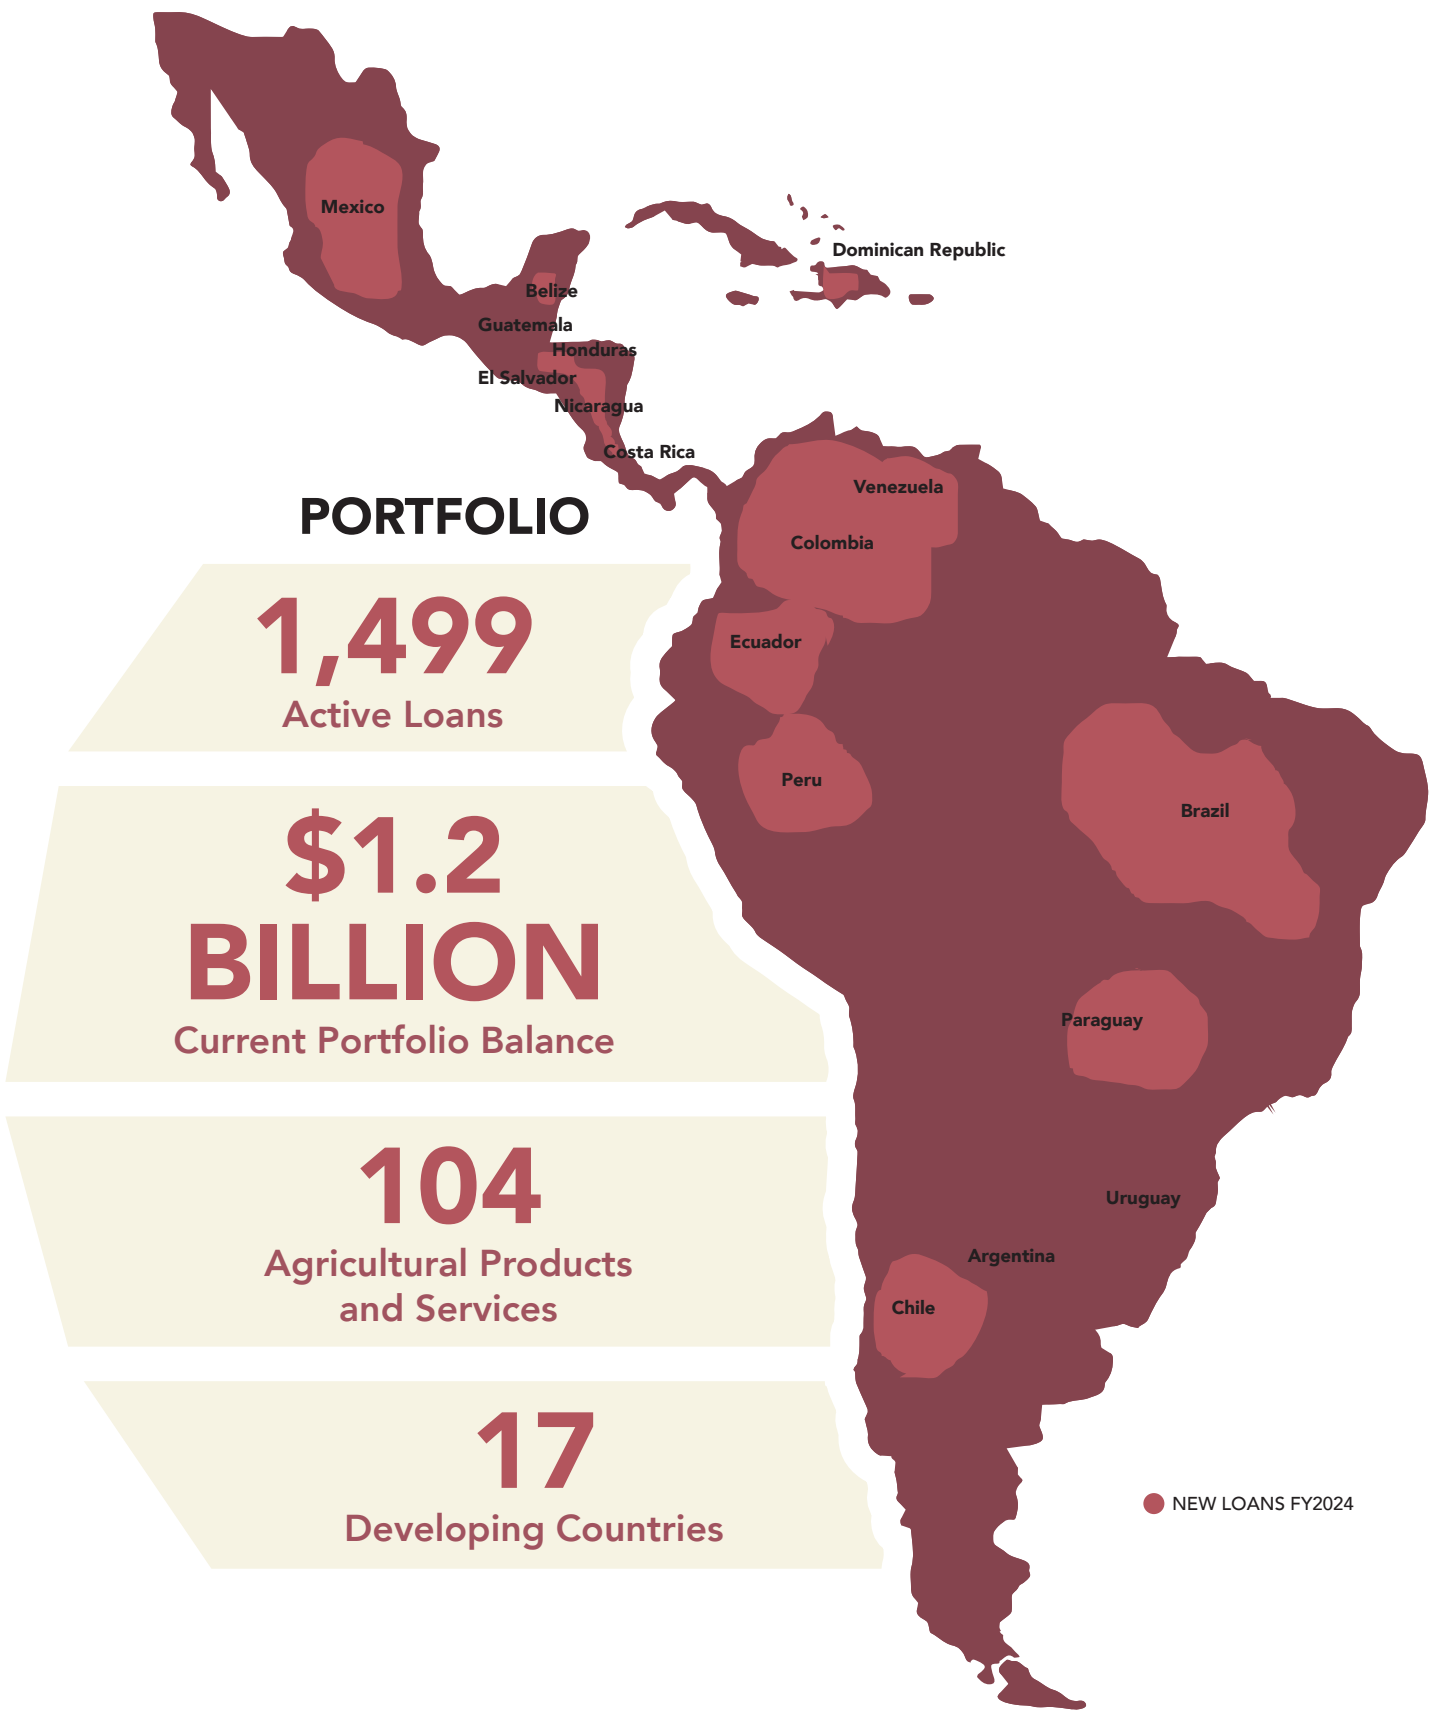 Mexico
Dominican Republic
Belize
Guatemala
Honduras
El Salvador
Nicaragua
Costa Rica
Venezuela
Colombia
Ecuador
Peru
Brazil
Paraguay
Uruguay
Argentina
Chile
PORTFOLIO
1,499
Active Loans
$1.2
BILLION
Current Portfolio Balance
104
Agricultural Products
and Services
17
Developing Countries
NEW LOANS FY2024